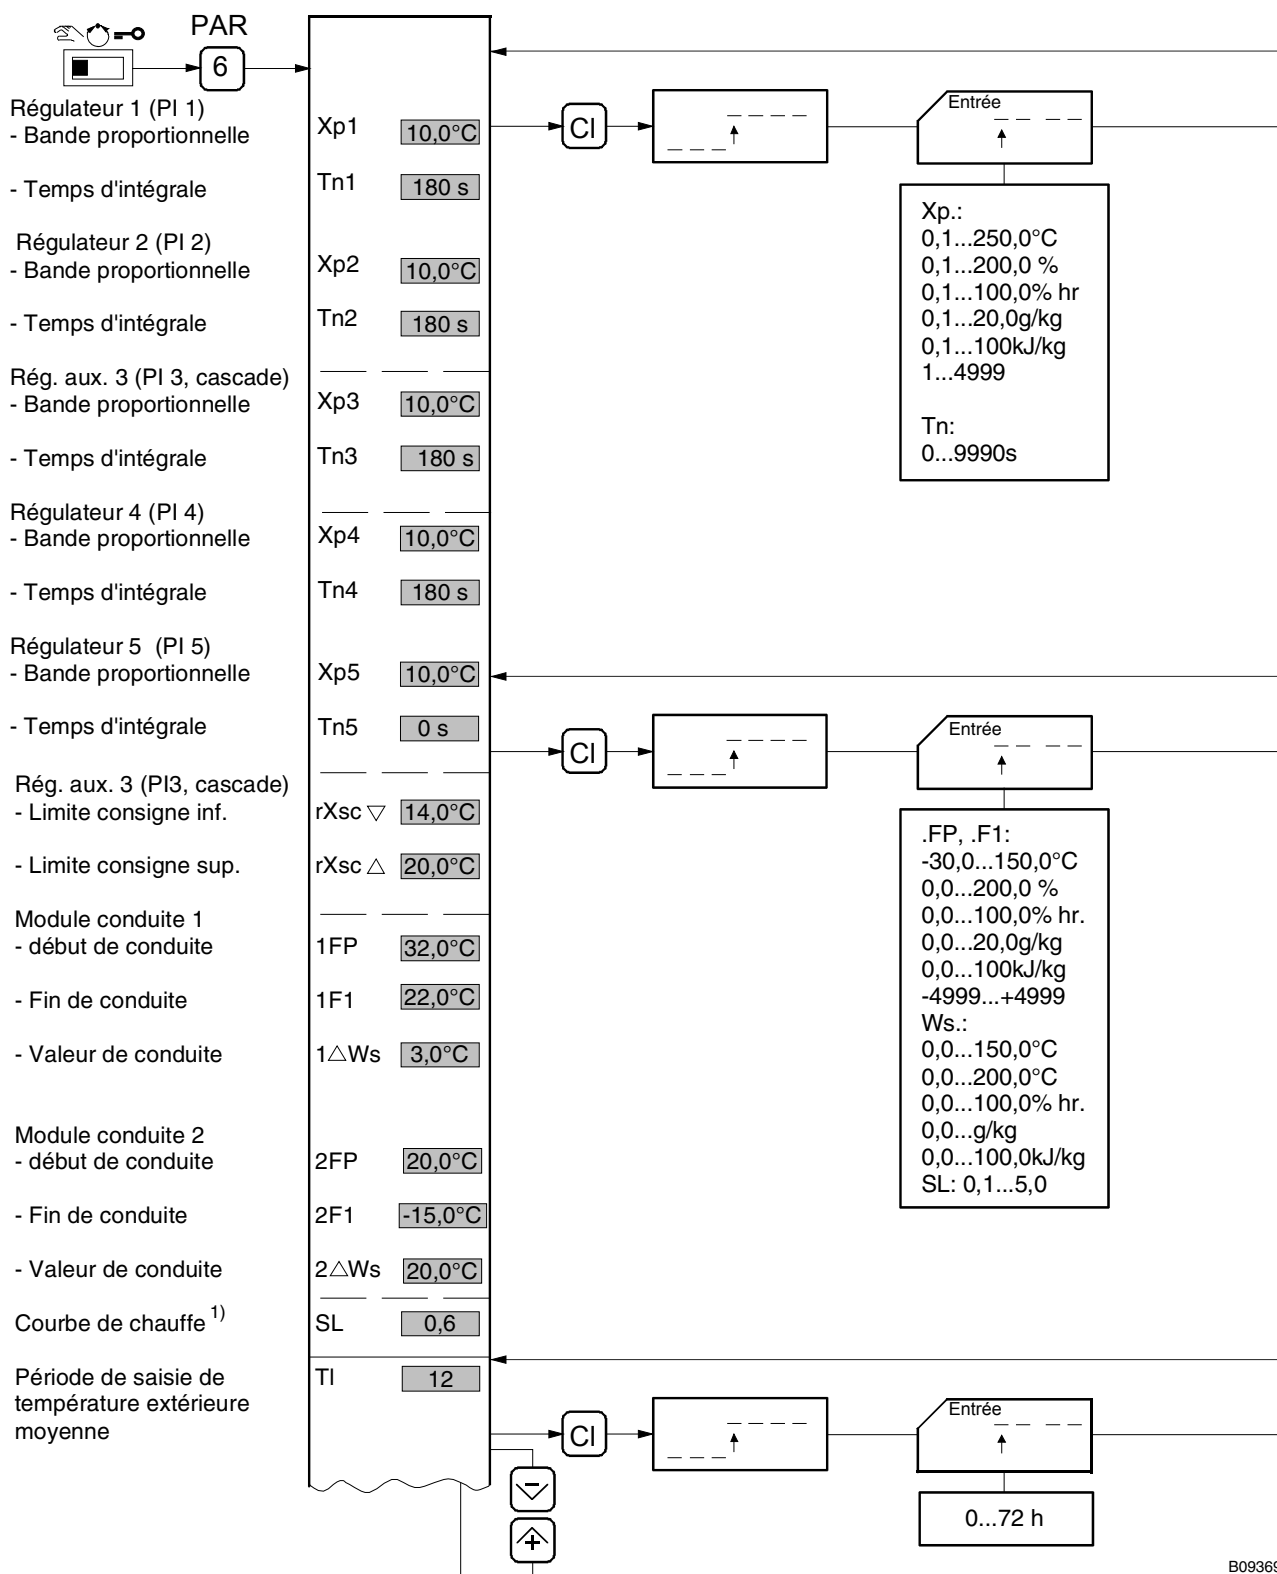 PAR
6
Régulateur 1 (PI 1)
- Bande proportionnelle
Xp1
10,0°C
CI
Entrée
- Temps d'intégrale
Tn1
180 s
Régulateur 2 (PI 2)
- Bande proportionnelle
Xp2
10,0°C
- Temps d'intégrale
Tn2
180 s
Xp.:
0,1...250,0°C
0,1...200,0 %
0,1...100,0% hr
0,1...20,0g/kg
0,1...100kJ/kg
1...4999
Tn:
0...9990s
Rég. aux. 3 (PI 3, cascade)
- Bande proportionnelle
Xp3
10,0°C
- Temps d'intégrale
Tn3
180 s
Régulateur 4 (PI 4)
- Bande proportionnelle
Xp4
10,0°C
- Temps d'intégrale
Tn4
180 s
Régulateur 5 (PI 5)
- Bande proportionnelle
Xp5
10,0°C
- Temps d'intégrale
Tn5
0 s
CI
Entrée
Rég. aux. 3 (PI3, cascade)
- Limite consigne inf.
rXsc ▽
14,0°C
- Limite consigne sup.
rXsc △
20,0°C
Module conduite 1
- début de conduite
1FP
32,0°C
- Fin de conduite
1F1
22,0°C
- Valeur de conduite
1△Ws
3,0°C
.FP, .F1:
-30,0...150,0°C
0,0...200,0 %
0,0...100,0% hr.
0,0...20,0g/kg
0,0...100kJ/kg
-4999...+4999
Ws.:
0,0...150,0°C
0,0...200,0°C
0,0...100,0% hr.
0,0...g/kg
0,0...100,0kJ/kg
SL: 0,1...5,0
Module conduite 2
- début de conduite
2FP
20,0°C
- Fin de conduite
2F1
-15,0°C
- Valeur de conduite
2△Ws
20,0°C
Courbe de chauffe 1)
SL
0,6
Période de saisie de
température extérieure
moyenne
TI
12
CI
Entrée
0...72 h
-
+
B09369